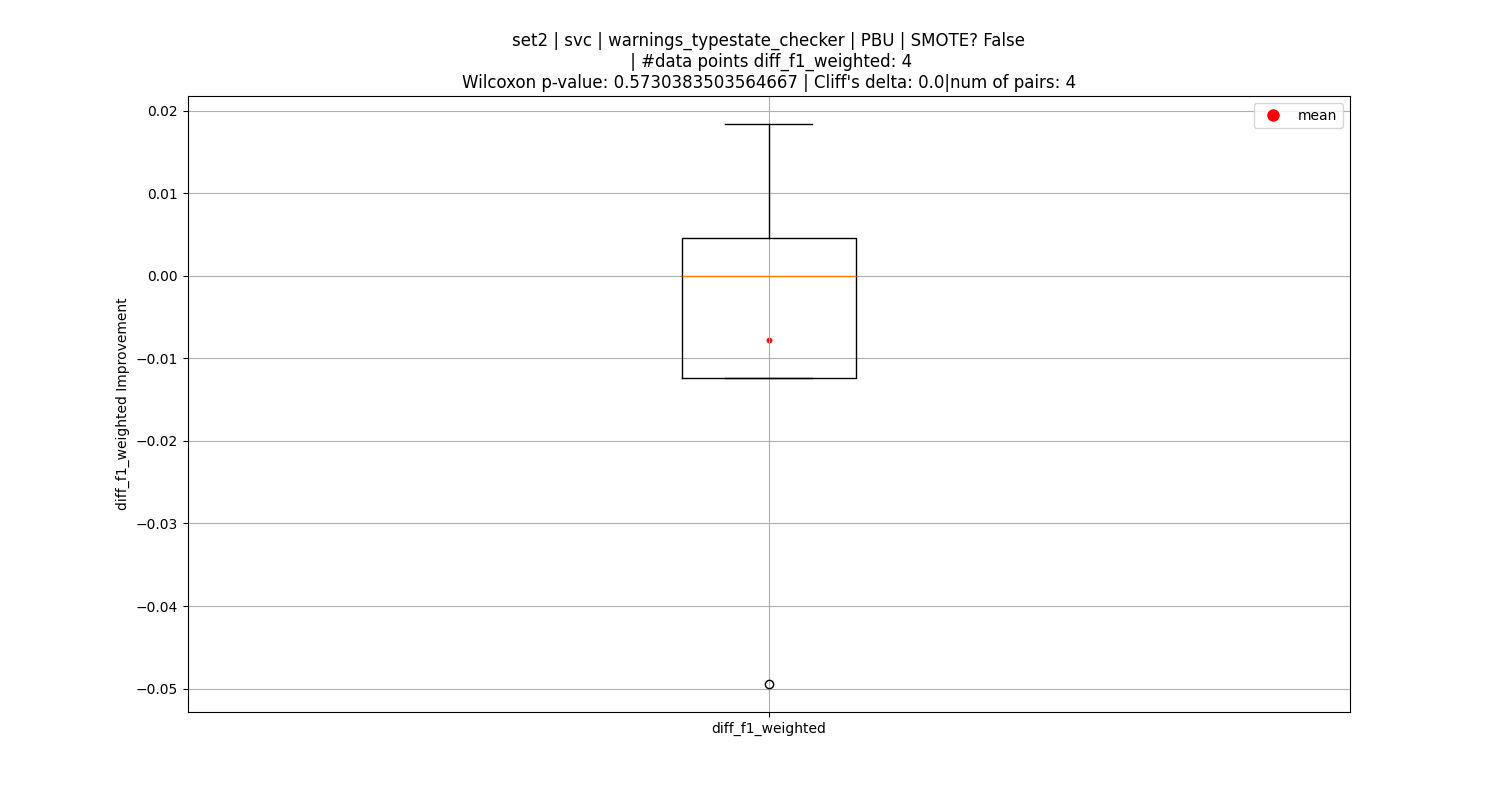 set2 | svc | warnings_typestate_checker | PBU | SMOTE? False
| #data points diff_f1_weighted: 4
Wilcoxon p-value: 0.5730383503564667 | Cliff's delta: 0.0|num of pairs: 4
mean
0.02
0.01
0.00
−0.01
−0.02
−0.03
−0.04
−0.05
diff_f1_weighted Improvement
diff_f1_weighted